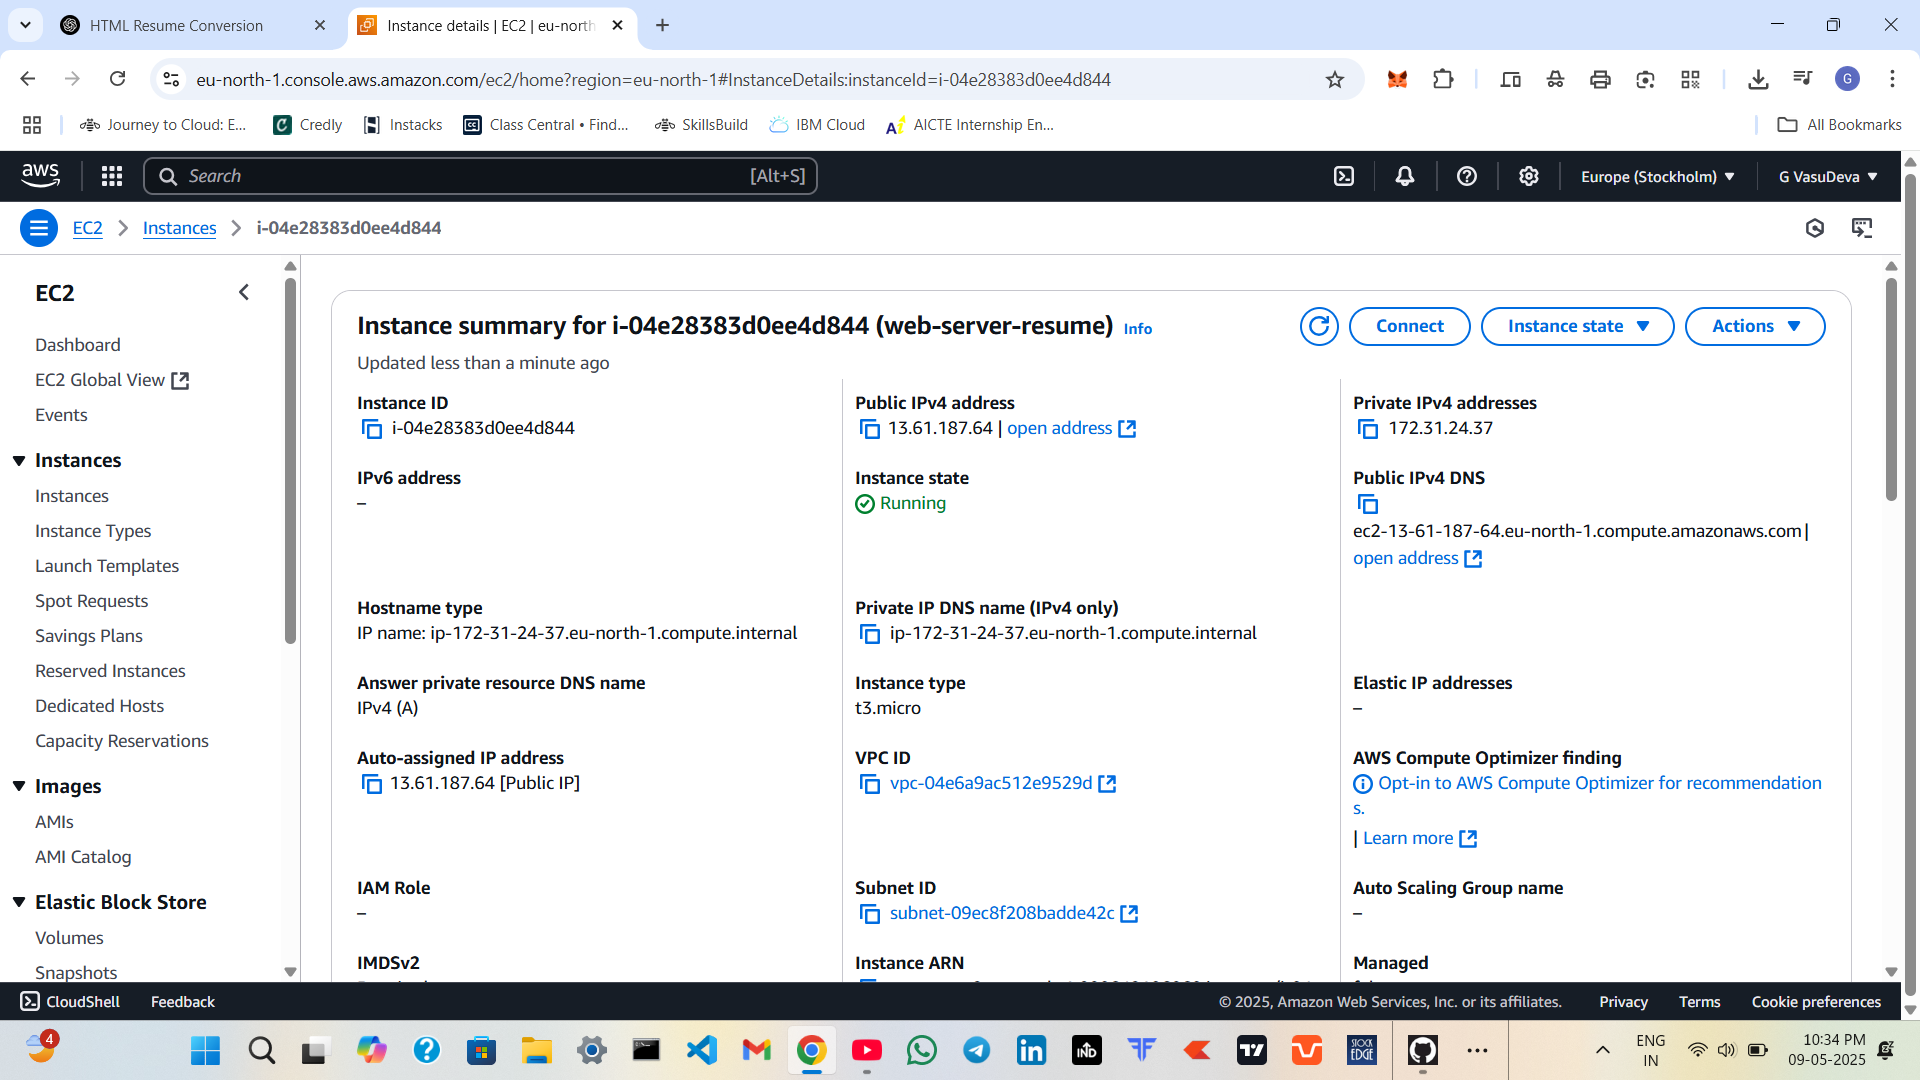 HTML Resume Conversion
Instance details | EC2 | eu-north
eu-north-1.console.aws.amazon.com/ec2/home?region=eu-north-1#InstanceDetails:instanceId=i-04e28383d0ee4d844
G
Journey to Cloud: E...
Credly
Instacks
Class Central • Find...
SkillsBuild
IBM Cloud
AICTE Internship En...
All Bookmarks
aws
Search
[Alt+S]
Europe (Stockholm)
G VasuDeva
EC2
Instances
i-04e28383d0ee4d844
EC2
Dashboard
EC2 Global View
Events
Instances
Instances
Instance Types
Launch Templates
Spot Requests
Savings Plans
Reserved Instances
Dedicated Hosts
Capacity Reservations
Images
AMIs
AMI Catalog
Elastic Block Store
Volumes
Snapshots
Instance summary for i-04e28383d0ee4d844 (web-server-resume) Info
Updated less than a minute ago
Connect
Instance state
Actions
Instance ID
i-04e28383d0ee4d844
Public IPv4 address
13.61.187.64 | open address
Private IPv4 addresses
172.31.24.37
IPv6 address
–
Instance state
Running
Public IPv4 DNS
ec2-13-61-187-64.eu-north-1.compute.amazonaws.com |
open address
Hostname type
IP name: ip-172-31-24-37.eu-north-1.compute.internal
Private IP DNS name (IPv4 only)
ip-172-31-24-37.eu-north-1.compute.internal
Answer private resource DNS name
IPv4 (A)
Instance type
t3.micro
Elastic IP addresses
–
Auto-assigned IP address
13.61.187.64 [Public IP]
VPC ID
vpc-04e6a9ac512e9529d
AWS Compute Optimizer finding
Opt-in to AWS Compute Optimizer for recommendation
s.
| Learn more
IAM Role
–
Subnet ID
subnet-09ec8f208badde42c
Auto Scaling Group name
–
IMDSv2
Instance ARN
Managed
CloudShell
Feedback
© 2025, Amazon Web Services, Inc. or its affiliates.
Privacy
Terms
Cookie preferences
4
IND
STOCK
EDGE
ENG
IN
10:34 PM
09-05-2025